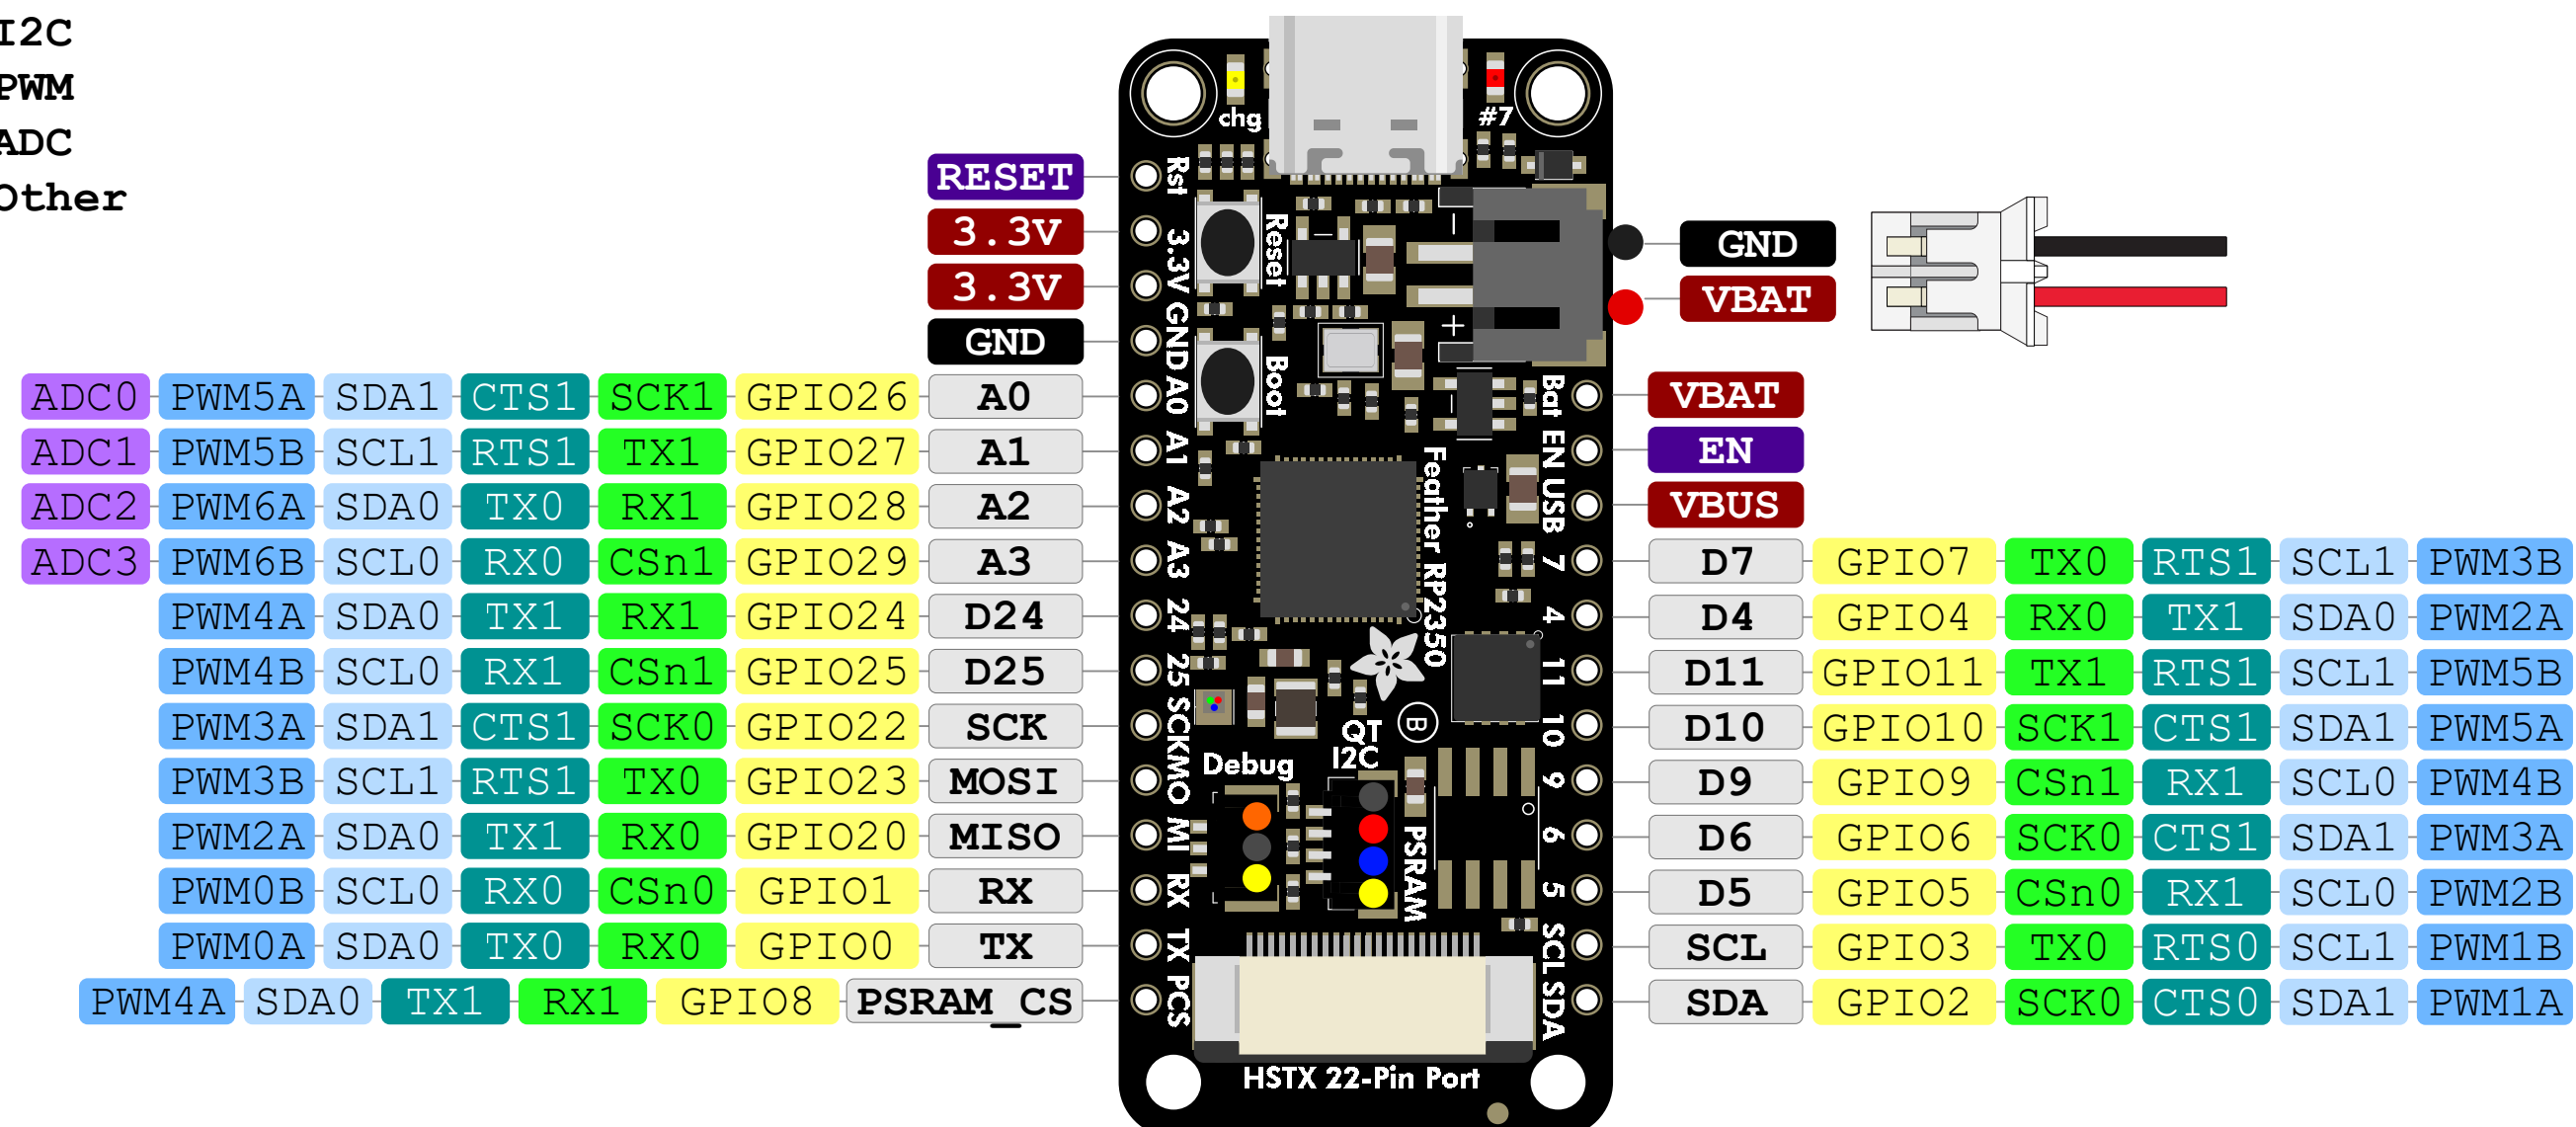 I2C
PWM
ADC
Other
RESET
3.3V
3.3V
GND
ADC0 PWM5A SDA1 CTS1 SCK1 GPIO26 A0
ADC1 PWM5B SCL1 RTS1 TX1 GPIO27 A1
ADC2 PWM6A SDA0 TX0 RX1 GPIO28 A2
ADC3 PWM6B SCL0 RX0 CSn1 GPIO29 A3
PWM4A SDA0 TX1 RX1 GPIO24 D24
PWM4B SCL0 RX1 CSn1 GPIO25 D25
PWM3A SDA1 CTS1 SCK0 GPIO22 SCK
PWM3B SCL1 RTS1 TX0 GPIO23 MOSI
PWM2A SDA0 TX1 RX0 GPIO20 MISO
PWM0B SCL0 RX0 CSn0 GPIO1 RX
PWM0A SDA0 TX0 RX0 GPIO0 TX
PWM4A SDA0 TX1 RX1 GPIO8 PSRAM_CS
chg
#7
Rst 3.3V GND A0 A1 A2 A3 24 25 SCK MO MI RX TX PCS
Reset
Boot
−
+
Feather RP2350
QT
I2C
B
Debug
PSRAM
Bat EN USB 7 4 11 10 9 6 5 SCL SDA
HSTX 22-Pin Port
GND
VBAT
VBAT
EN
VBUS
D7 GPIO7 TX0 RTS1 SCL1 PWM3B
D4 GPIO4 RX0 TX1 SDA0 PWM2A
D11 GPIO11 TX1 RTS1 SCL1 PWM5B
D10 GPIO10 SCK1 CTS1 SDA1 PWM5A
D9 GPIO9 CSn1 RX1 SCL0 PWM4B
D6 GPIO6 SCK0 CTS1 SDA1 PWM3A
D5 GPIO5 CSn0 RX1 SCL0 PWM2B
SCL GPIO3 TX0 RTS0 SCL1 PWM1B
SDA GPIO2 SCK0 CTS0 SDA1 PWM1A